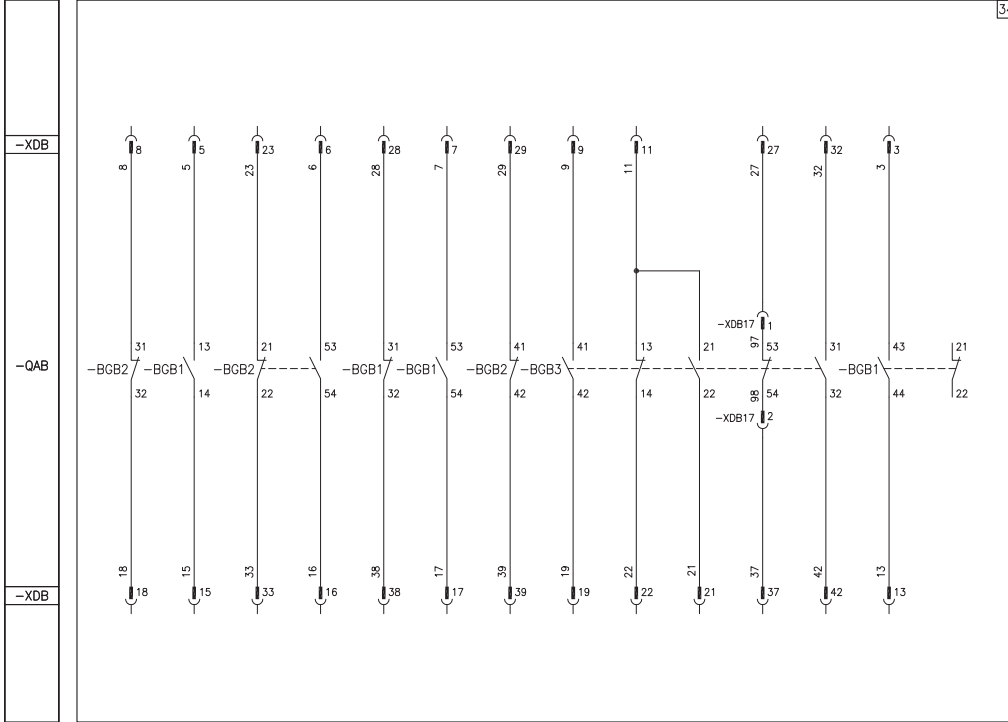 34
-XDB
8 5 23 6 28 7 29 9 11 27 32 3
8 5 23 6 28 7 29 9 11 27 32 3
-XDB17 1
97
31 13 21 53 31 53 41 41 13 21 53 31 43 21
-QAB
-BGB2 -BGB1 -BGB2 -BGB1 -BGB1 -BGB2 -BGB3 -BGB1
32 14 22 54 32 54 42 42 14 22 98 54 32 44 22
-XDB17 2
18 15 33 16 38 17 39 19 22 21 37 42 13
-XDB
18 15 33 16 38 17 39 19 22 21 37 42 13